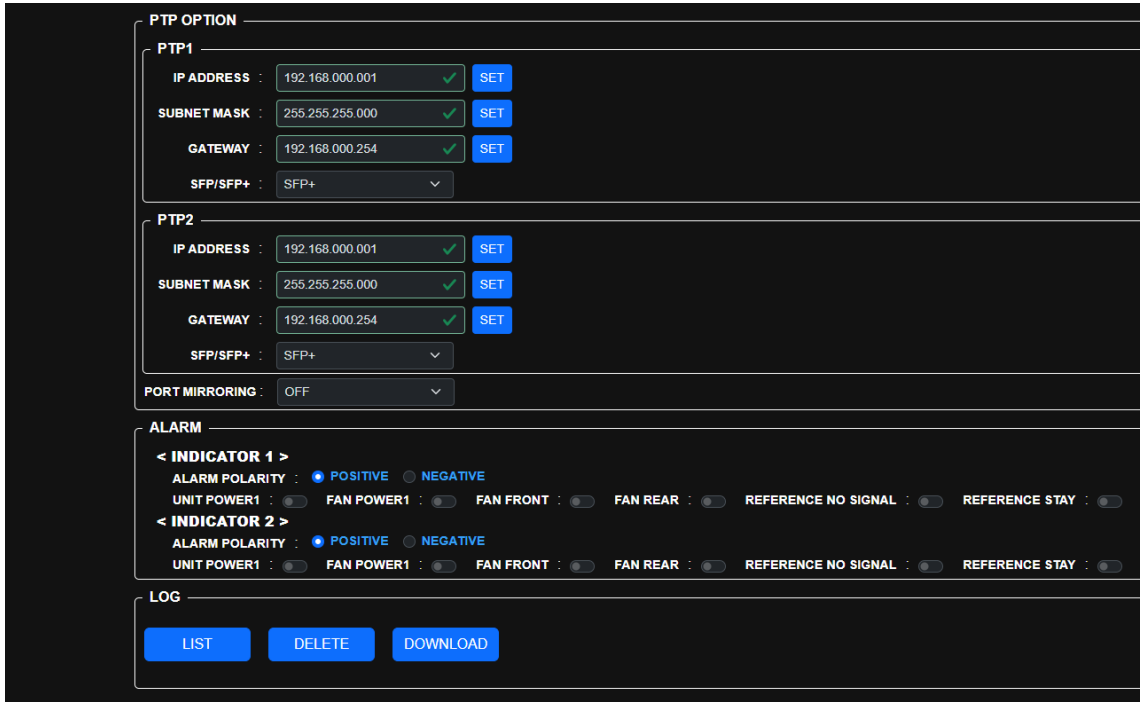 PTP OPTION
PTP1
IP ADDRESS : 192.168.000.001 SET
SUBNET MASK : 255.255.255.000 SET
GATEWAY : 192.168.000.254 SET
SFP/SFP+ : SFP+
PTP2
IP ADDRESS : 192.168.000.001 SET
SUBNET MASK : 255.255.255.000 SET
GATEWAY : 192.168.000.254 SET
SFP/SFP+ : SFP+
PORT MIRRORING : OFF
ALARM
< INDICATOR 1 >
ALARM POLARITY : POSITIVE NEGATIVE
UNIT POWER1 : FAN POWER1 : FAN FRONT : FAN REAR : REFERENCE NO SIGNAL : REFERENCE STAY :
< INDICATOR 2 >
ALARM POLARITY : POSITIVE NEGATIVE
UNIT POWER1 : FAN POWER1 : FAN FRONT : FAN REAR : REFERENCE NO SIGNAL : REFERENCE STAY :
LOG
LIST DELETE DOWNLOAD